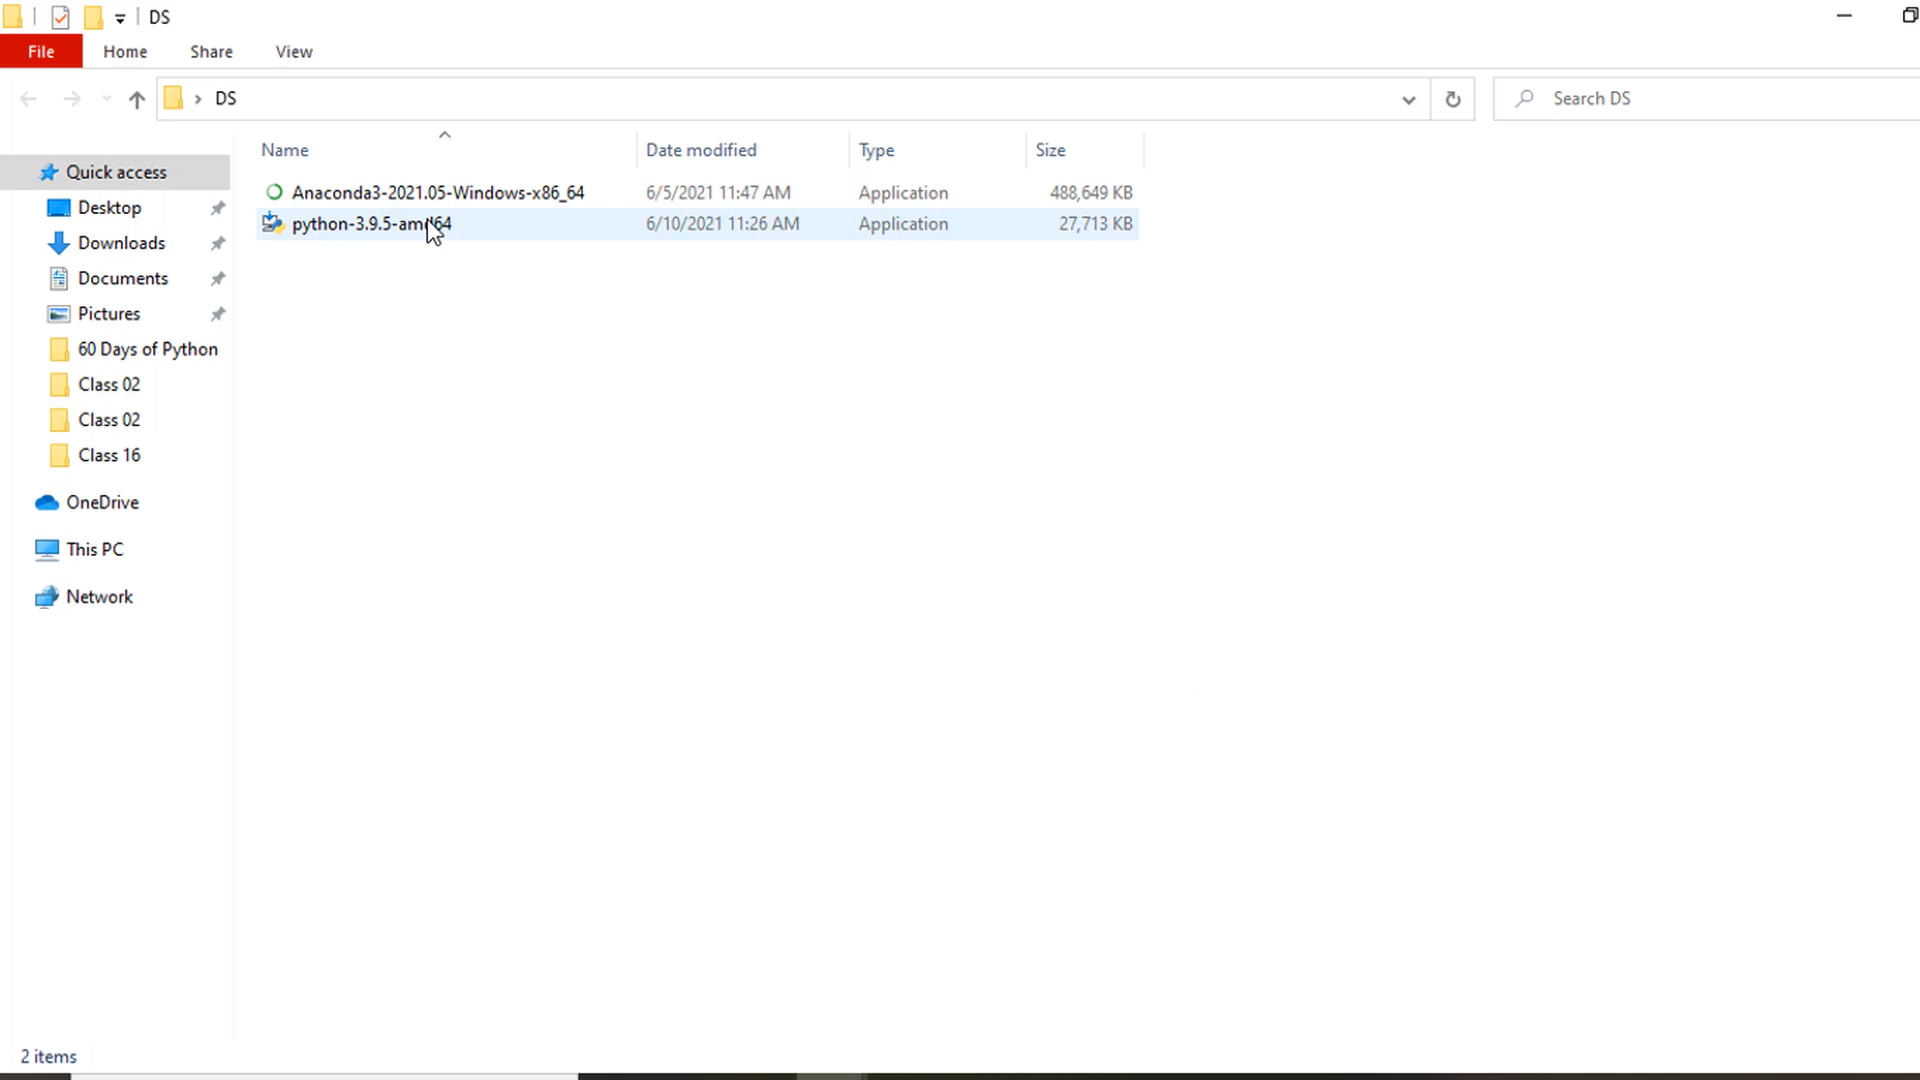 DS
File Home Share View
DS
Search DS
Name Date modified Type Size
Quick access
Anaconda3-2021.05-Windows-x86_64 6/5/2021 11:47 AM Application 488,649 KB
Desktop
python-3.9.5-amd64 6/10/2021 11:26 AM Application 27,713 KB
Downloads
Documents
Pictures
60 Days of Python
Class 02
Class 02
Class 16
OneDrive
This PC
Network
2 items